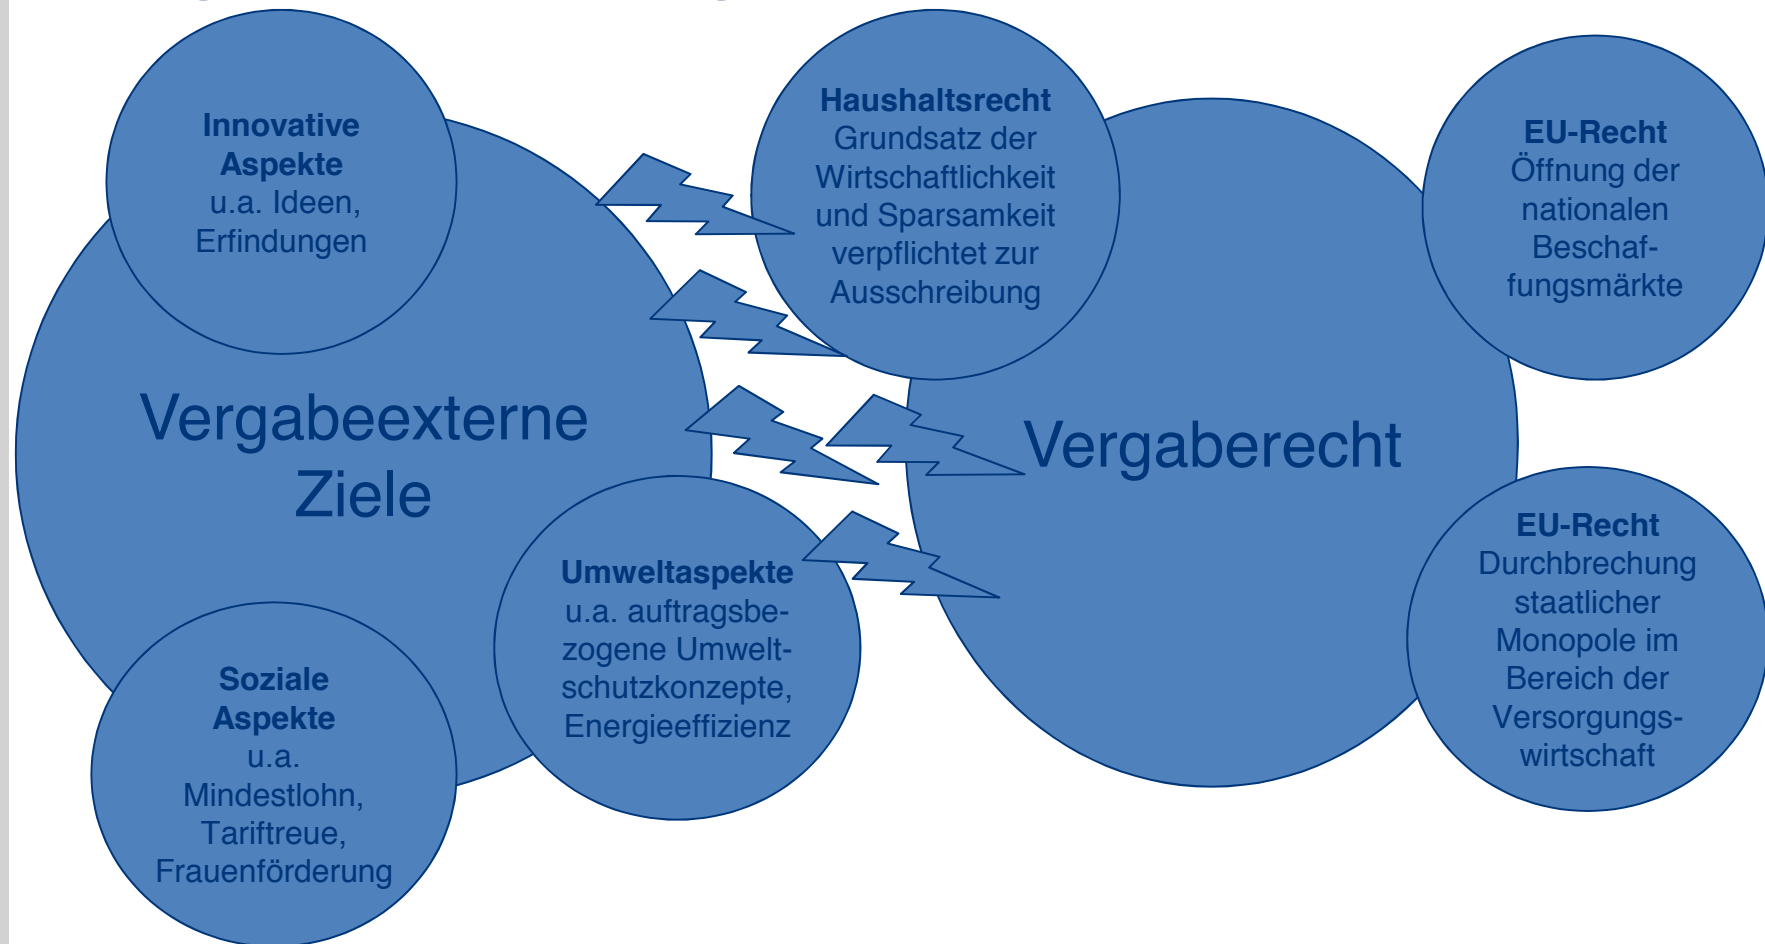 Innovative
Aspekte
u.a. Ideen,
Erfindungen
Vergabeexterne
Ziele
Umweltaspekte
u.a. auftragsbe-
zogene Umwelt-
schutzkonzepte,
Energieeffizienz
Soziale
Aspekte
u.a.
Mindestlohn,
Tariftreue,
Frauenförderung
Haushaltsrecht
Grundsatz der
Wirtschaftlichkeit
und Sparsamkeit
verpflichtet zur
Ausschreibung
Vergaberecht
EU-Recht
Öffnung der
nationalen
Beschaf-
fungsmärkte
EU-Recht
Durchbrechung
staatlicher
Monopole im
Bereich der
Versorgungs-
wirtschaft